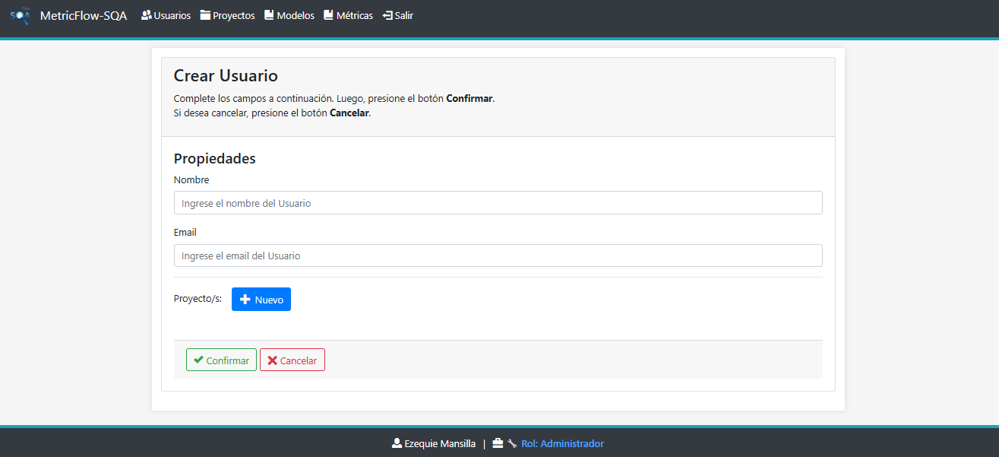 SQA MetricFlow-SQA Usuarios Proyectos Modelos Métricas Salir
Crear Usuario
Complete los campos a continuación. Luego, presione el botón Confirmar.
Si desea cancelar, presione el botón Cancelar.
Propiedades
Nombre
Ingrese el nombre del Usuario
Email
Ingrese el email del Usuario
Proyecto/s: Nuevo
Confirmar Cancelar
Ezequie Mansilla | Rol: Administrador